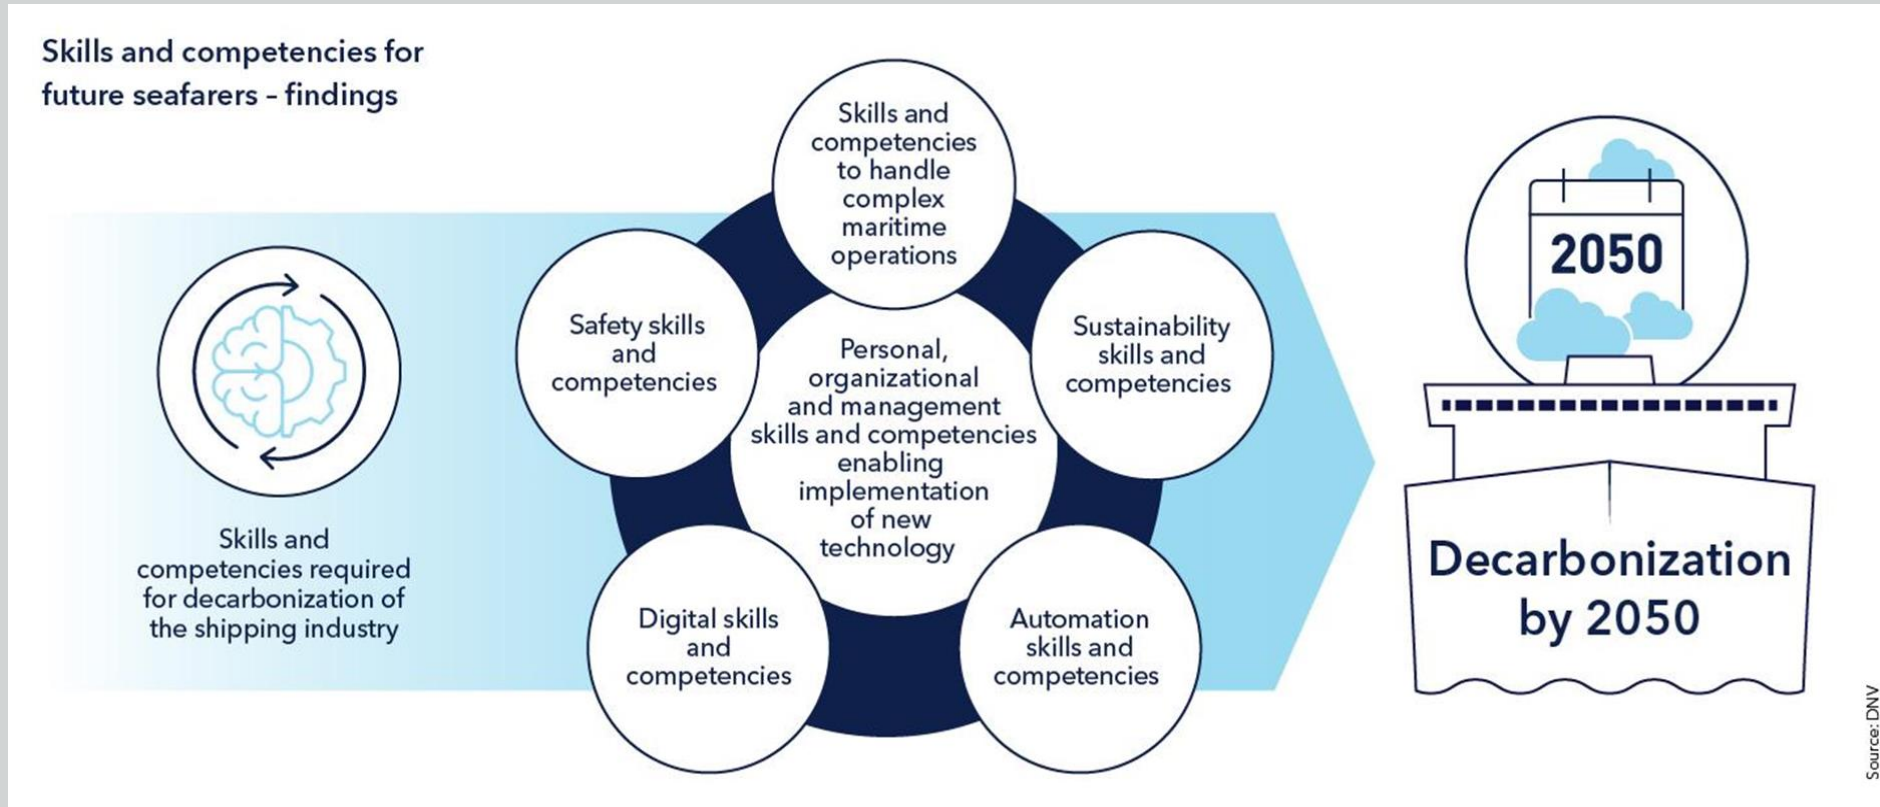 Skills and competencies for
future seafarers – findings
Skills and
competencies required
for decarbonization of
the shipping industry
Skills and
competencies
to handle
complex
maritime
operations
Safety skills
and
competencies
Sustainability
skills and
competencies
Personal,
organizational
and management
skills and competencies
enabling
implementation
of new
technology
Digital skills
and
competencies
Automation
skills and
competencies
2050
Decarbonization
by 2050
Source: DNV